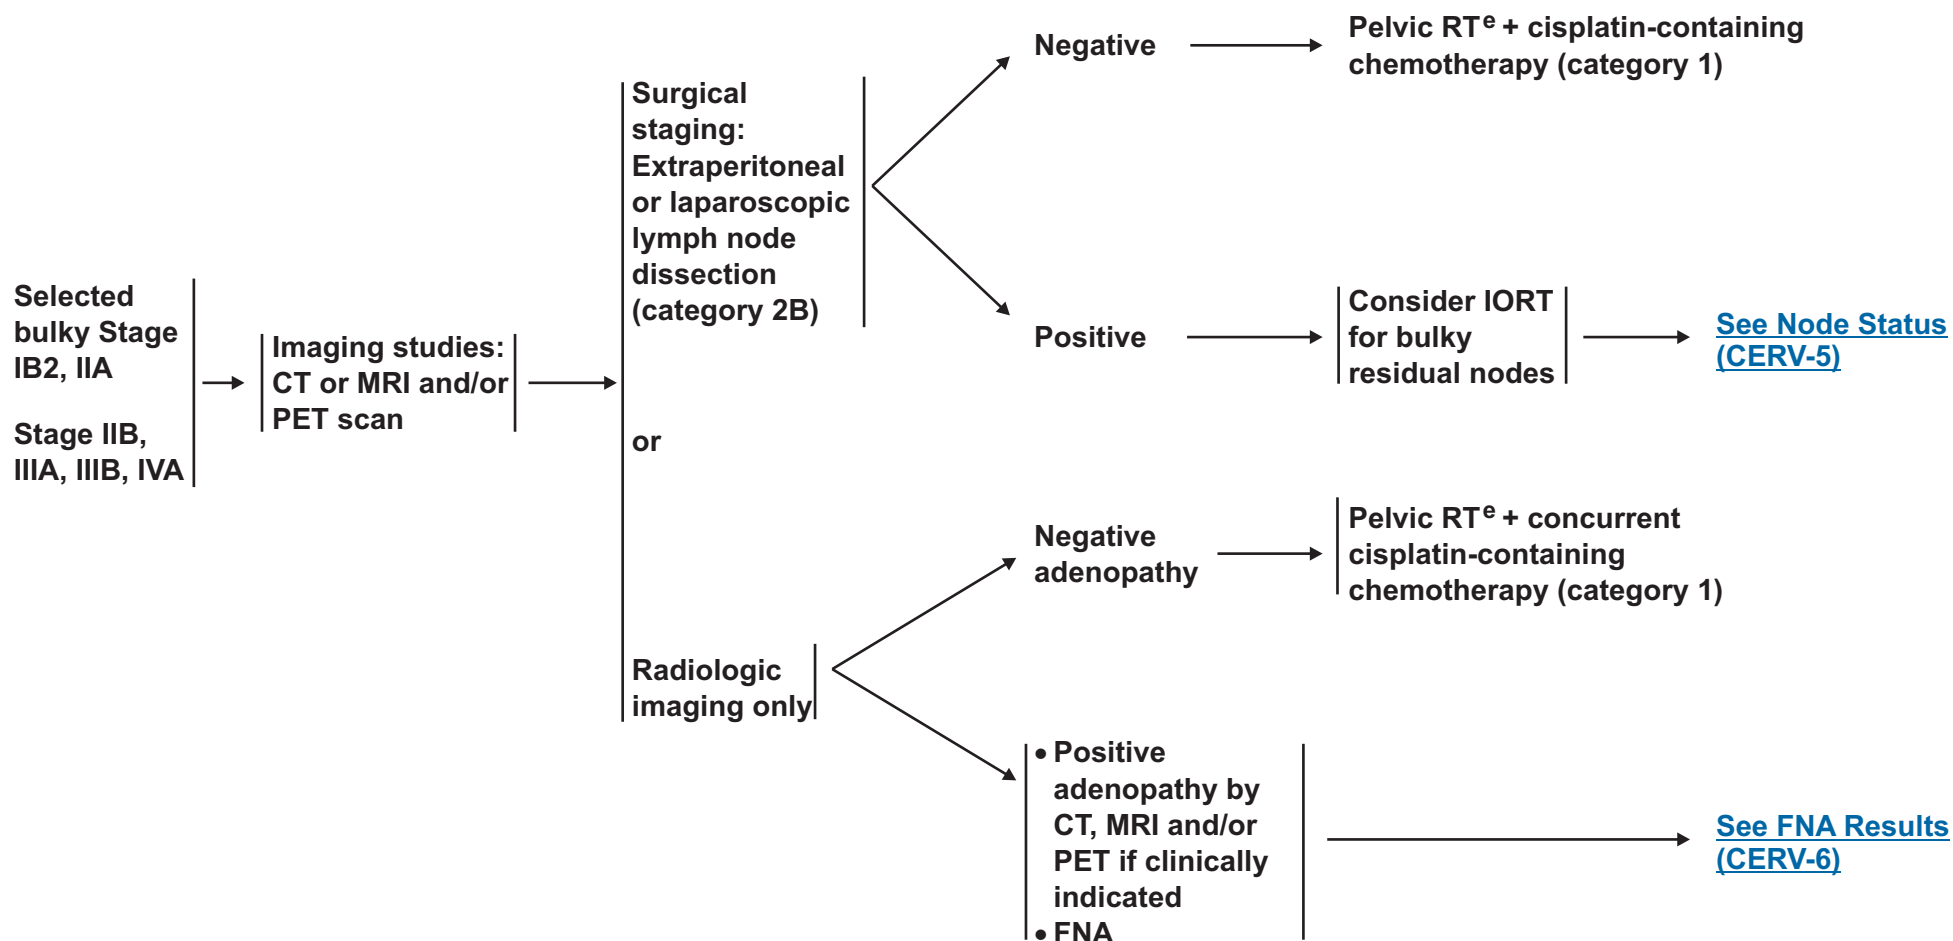 Selected
bulky Stage
IB2, IIA
Stage IIB,
IIIA, IIIB, IVA
Imaging studies:
CT or MRI and/or
PET scan
Surgical
staging:
Extraperitoneal
or laparoscopic
lymph node
dissection
(category 2B)
or
Radiologic
imaging only
Negative
Pelvic RTe + cisplatin-containing
chemotherapy (category 1)
Positive
Consider IORT
for bulky
residual nodes
See Node Status
(CERV-5)
Negative
adenopathy
Pelvic RTe + concurrent
cisplatin-containing
chemotherapy (category 1)
• Positive
adenopathy by
CT, MRI and/or
PET if clinically
indicated
• FNA
See FNA Results
(CERV-6)